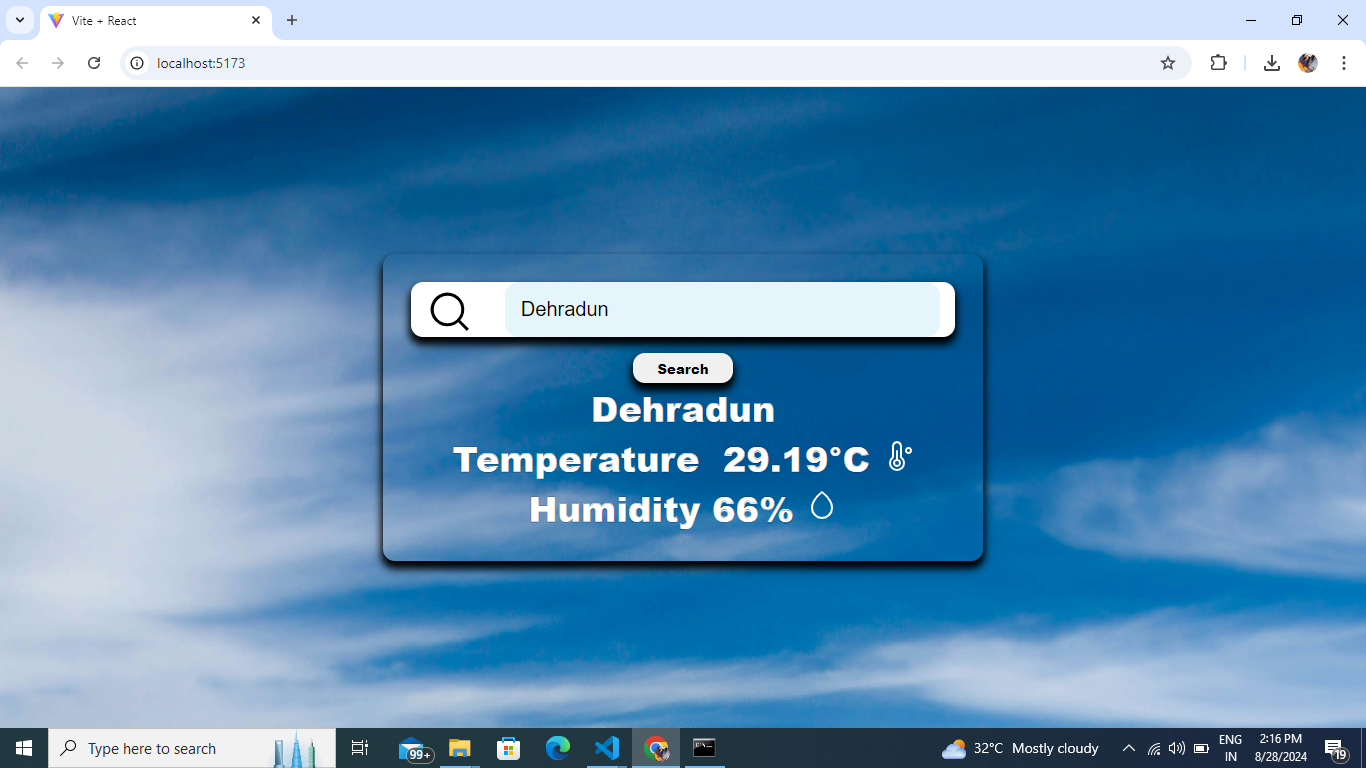 Vite + React
localhost:5173
Dehradun
Search
Dehradun
Temperature 29.19°C
Humidity 66%
Type here to search
99+
32°C Mostly cloudy
ENG
IN
2:16 PM
8/28/2024
19